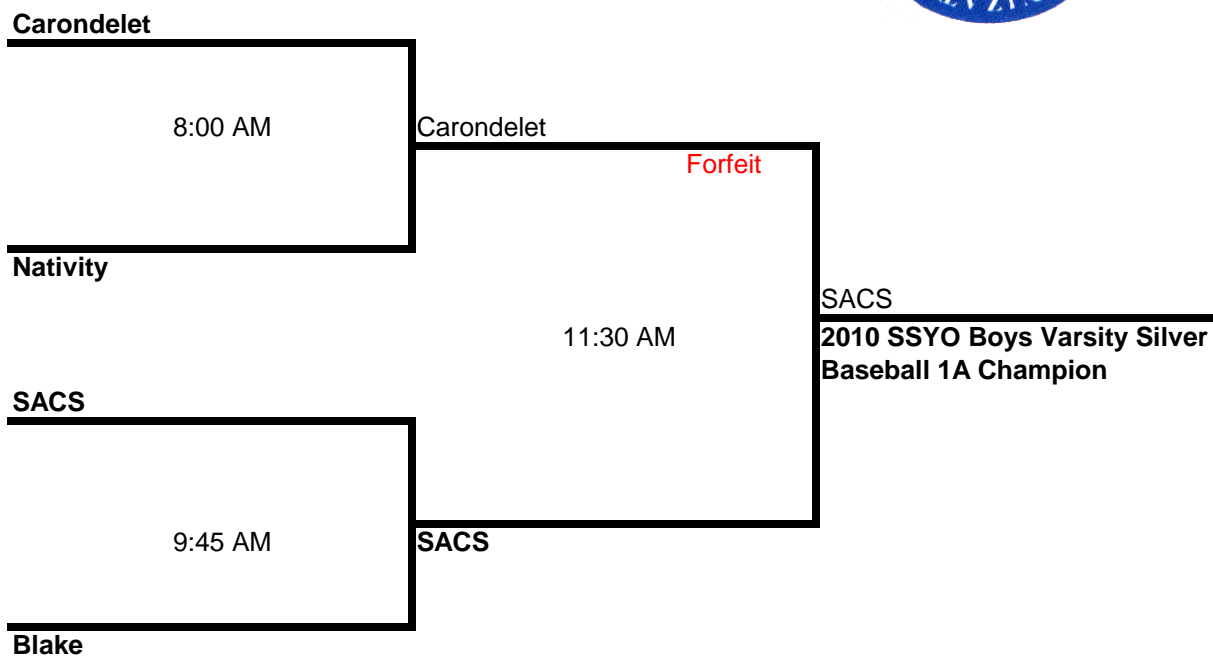 Carondelet
8:00 AM
Carondelet
Forfeit
Nativity
SACS
11:30 AM
2010 SSYO Boys Varsity Silver
Baseball 1A Champion
SACS
9:45 AM
SACS
Blake